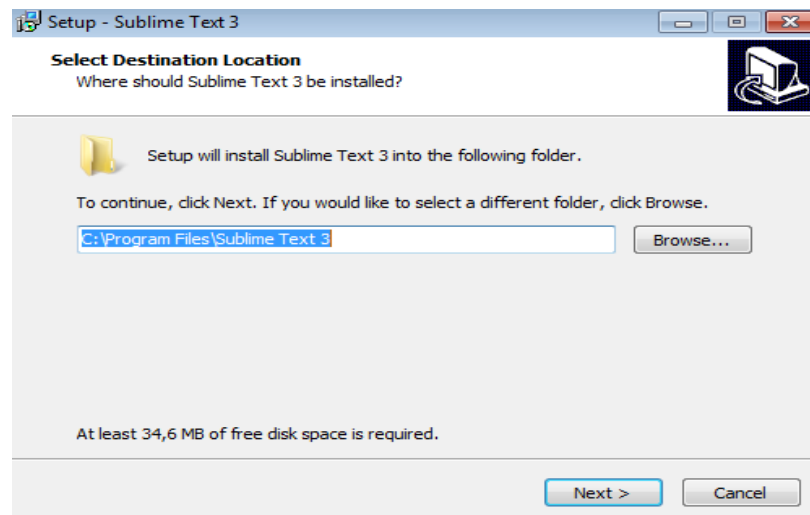 Setup - Sublime Text 3
Select Destination Location
Where should Sublime Text 3 be installed?
Setup will install Sublime Text 3 into the following folder.
To continue, click Next. If you would like to select a different folder, click Browse.
C:\Program Files\Sublime Text 3
Browse...
At least 34,6 MB of free disk space is required.
Next >
Cancel